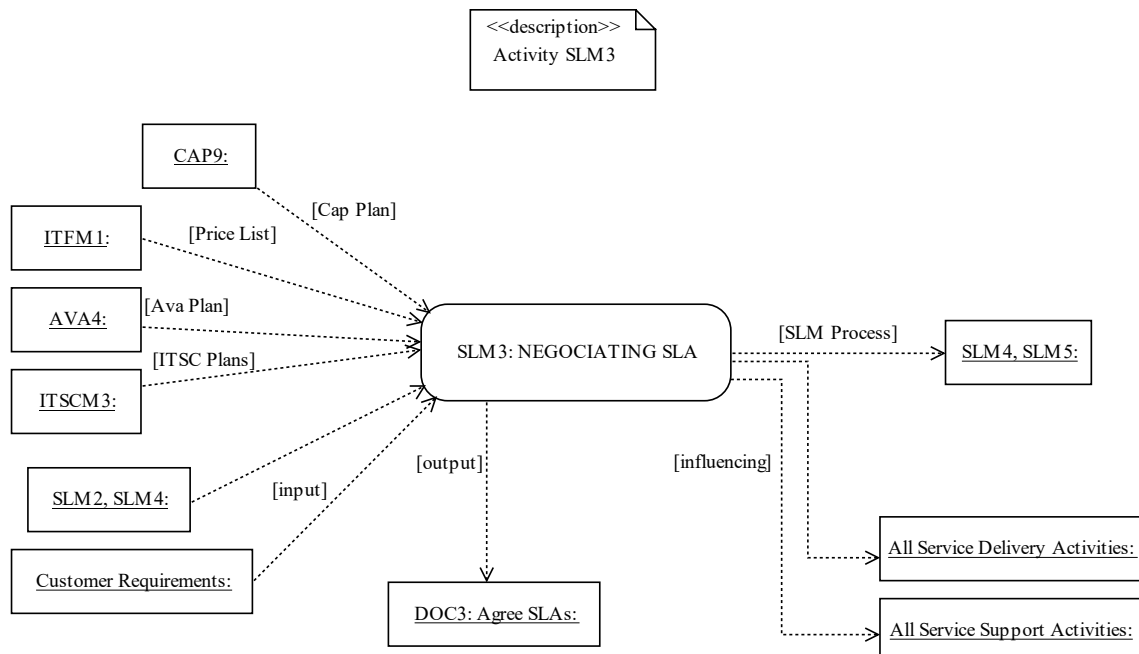 <<description>>
Activity SLM3
CAP9:
[Cap Plan]
ITFM1:
[Price List]
AVA4:
[Ava Plan]
SLM3: NEGOCIATING SLA
[SLM Process]
SLM4, SLM5:
[ITSC Plans]
ITSCM3:
[output]
[influencing]
SLM2, SLM4:
[input]
All Service Delivery Activities:
Customer Requirements:
DOC3: Agree SLAs:
All Service Support Activities: